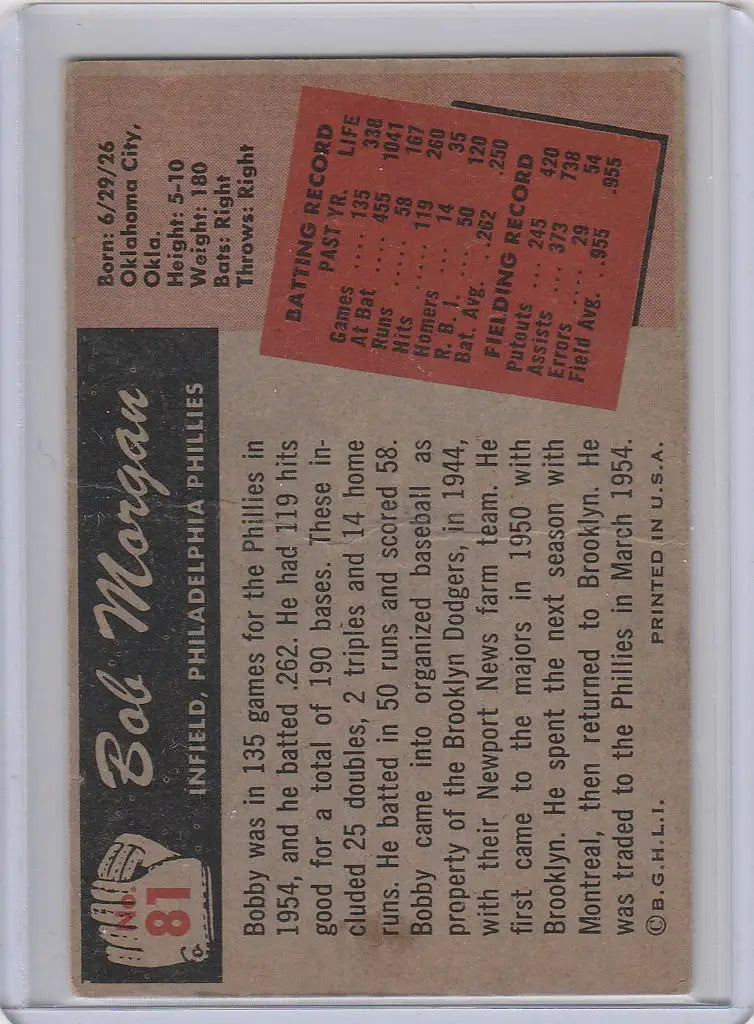 No.
81
Bob Morgan
INFIELD, PHILADELPHIA PHILLIES
Born: 6/29/26
Oklahoma City,
Okla.
Height: 5-10
Weight: 180
Bats: Right
Throws: Right
Bobby was in 135 games for the Phillies in
1954, and he batted .262. He had 119 hits
good for a total of 190 bases. These in-
cluded 25 doubles, 2 triples and 14 home
runs. He batted in 50 runs and scored 58.
Bobby came into organized baseball as
property of the Brooklyn Dodgers, in 1944,
with their Newport News farm team. He
first came to the majors in 1950 with
Brooklyn. He spent the next season with
Montreal, then returned to Brooklyn. He
was traded to the Phillies in March 1954.
BATTING RECORD
PAST YR. LIFE
Games .... 135 338
At Bat .... 455 1041
Runs ..... 58 167
Hits ..... 119 260
Homers .... 14 35
R. B. I. ... 50 120
Bat. Avg. . .262 .250
FIELDING RECORD
Putouts ... 245 420
Assists ... 373 738
Errors .... 29 54
Field Avg. . .955 .955
© B.G.H.L.I. PRINTED IN U.S.A.